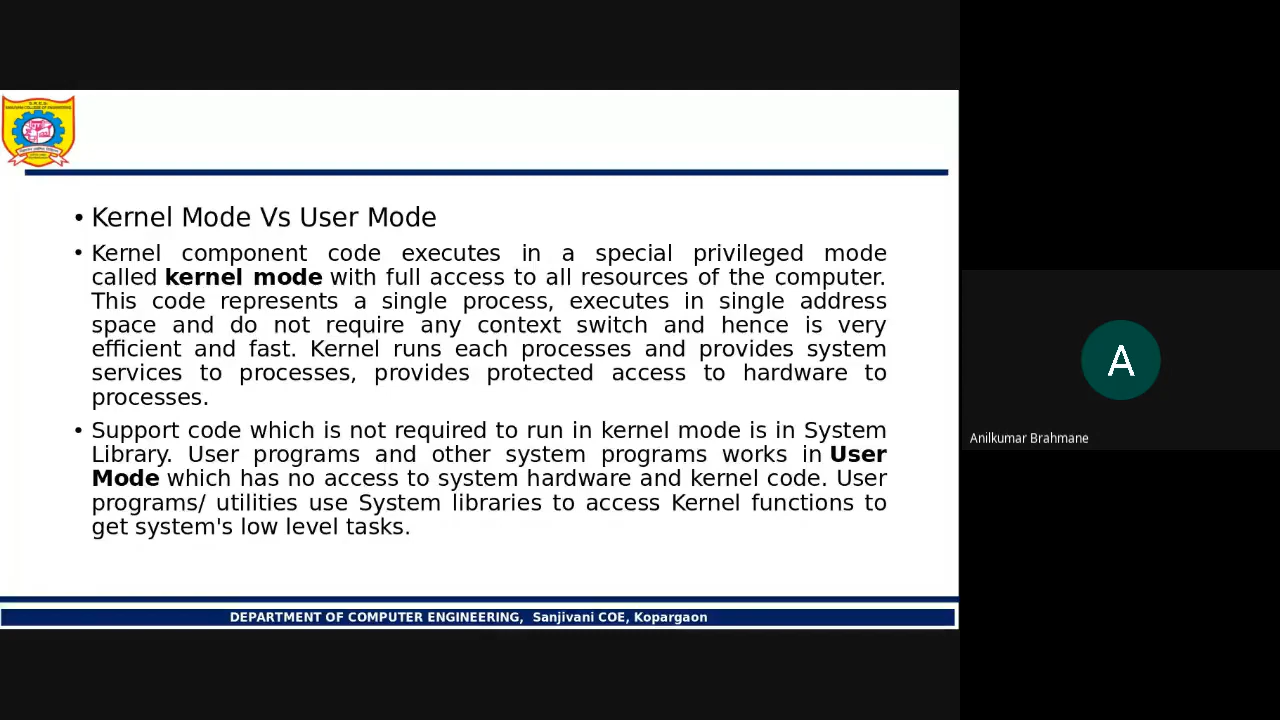 • Kernel Mode Vs User Mode
• Kernel component code executes in a special privileged mode
called kernel mode with full access to all resources of the computer.
This code represents a single process, executes in single address
space and do not require any context switch and hence is very
efficient and fast. Kernel runs each processes and provides system
services to processes, provides protected access to hardware to
processes.
• Support code which is not required to run in kernel mode is in System
Library. User programs and other system programs works in User
Mode which has no access to system hardware and kernel code. User
programs/ utilities use System libraries to access Kernel functions to
get system's low level tasks.
DEPARTMENT OF COMPUTER ENGINEERING, Sanjivani COE, Kopargaon
A
Anilkumar Brahmane